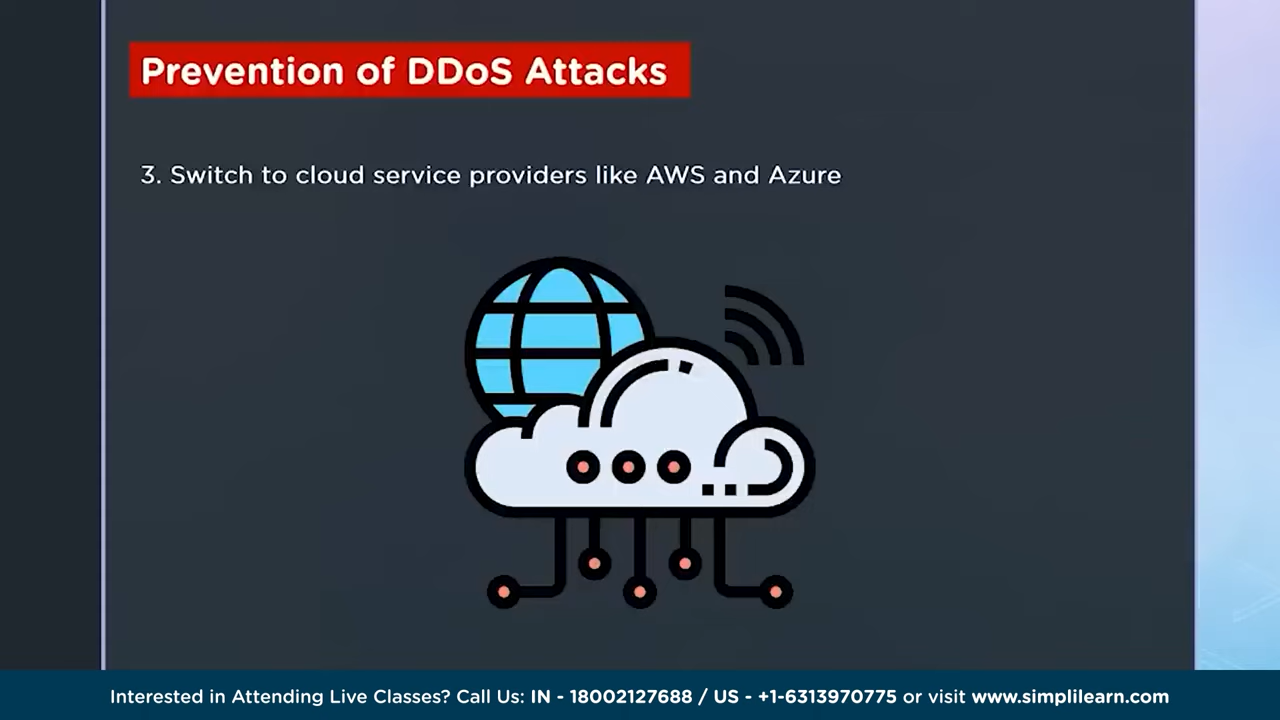 Prevention of DDoS Attacks
3. Switch to cloud service providers like AWS and Azure
Interested in Attending Live Classes? Call Us: IN - 18002127688 / US - +1-6313970775 or visit www.simplilearn.com